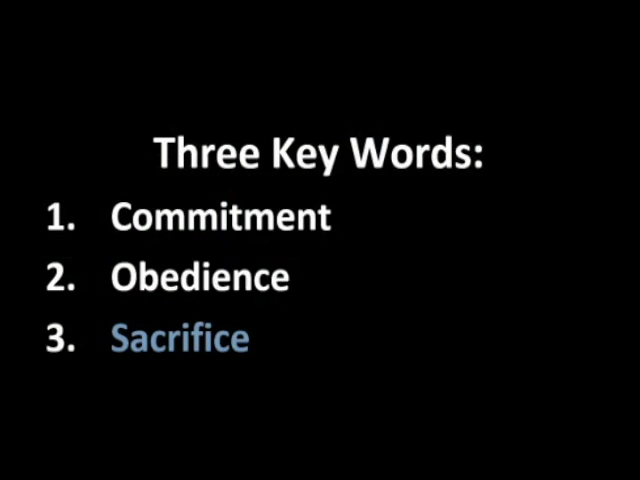 Three Key Words:
1. Commitment
2. Obedience
3. Sacrifice